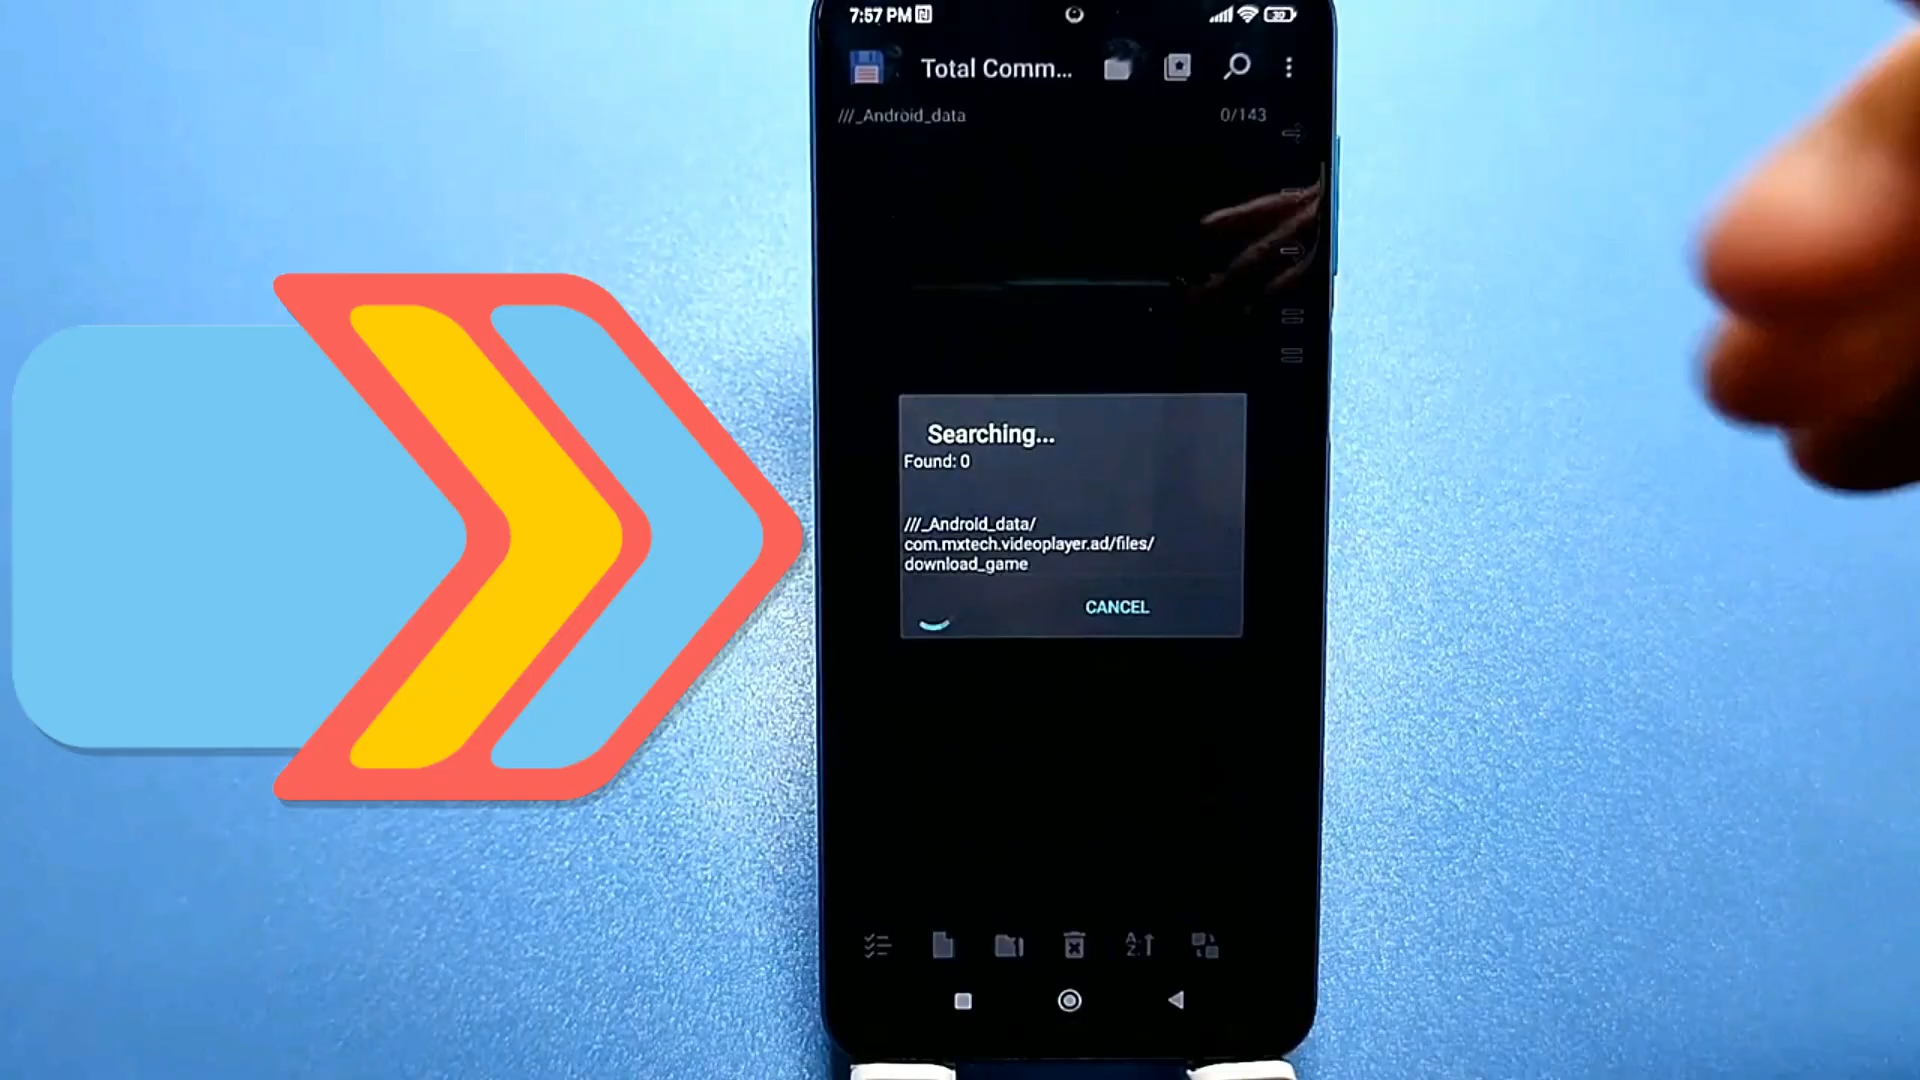 7:57 PM
30
Total Comm...
///_Android_data
0/143
Searching...
Found: 0
///_Android_data/
com.mxtech.videoplayer.ad/files/
download_game
CANCEL